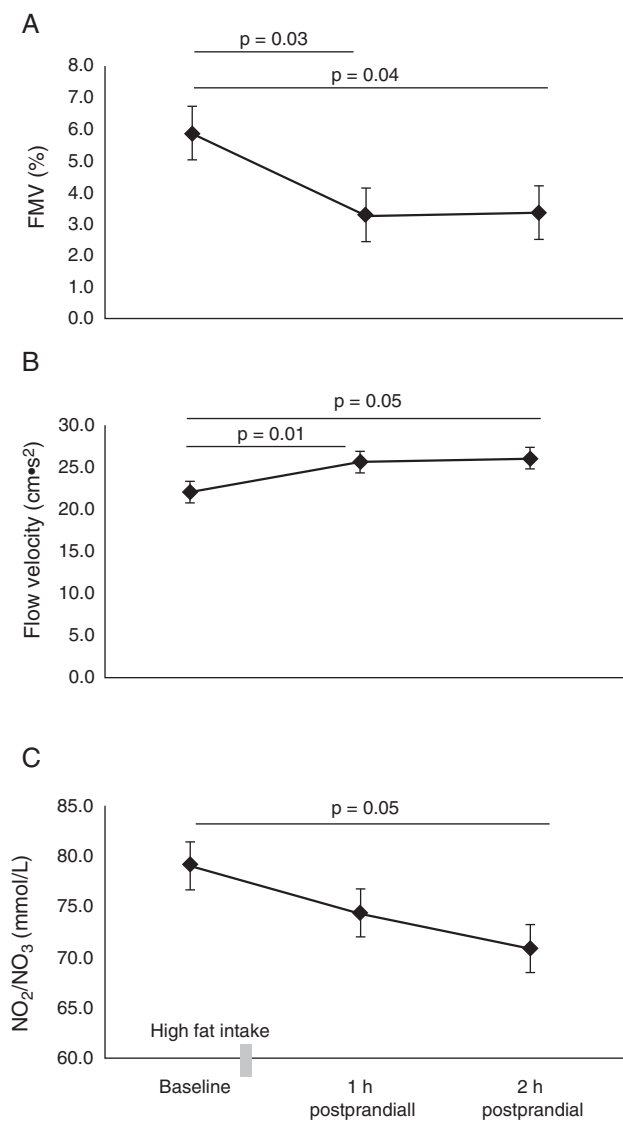 A
p = 0.03
p = 0.04
8.0
7.0
6.0
5.0
4.0
3.0
2.0
1.0
0.0
FMV (%)
B
p = 0.05
p = 0.01
30.0
25.0
20.0
15.0
10.0
5.0
0.0
Flow velocity (cm•s²)
C
p = 0.05
85.0
80.0
75.0
70.0
65.0
60.0
NO₂/NO₃ (mmol/L)
High fat intake
Baseline
1 h
postprandiall
2 h
postprandial